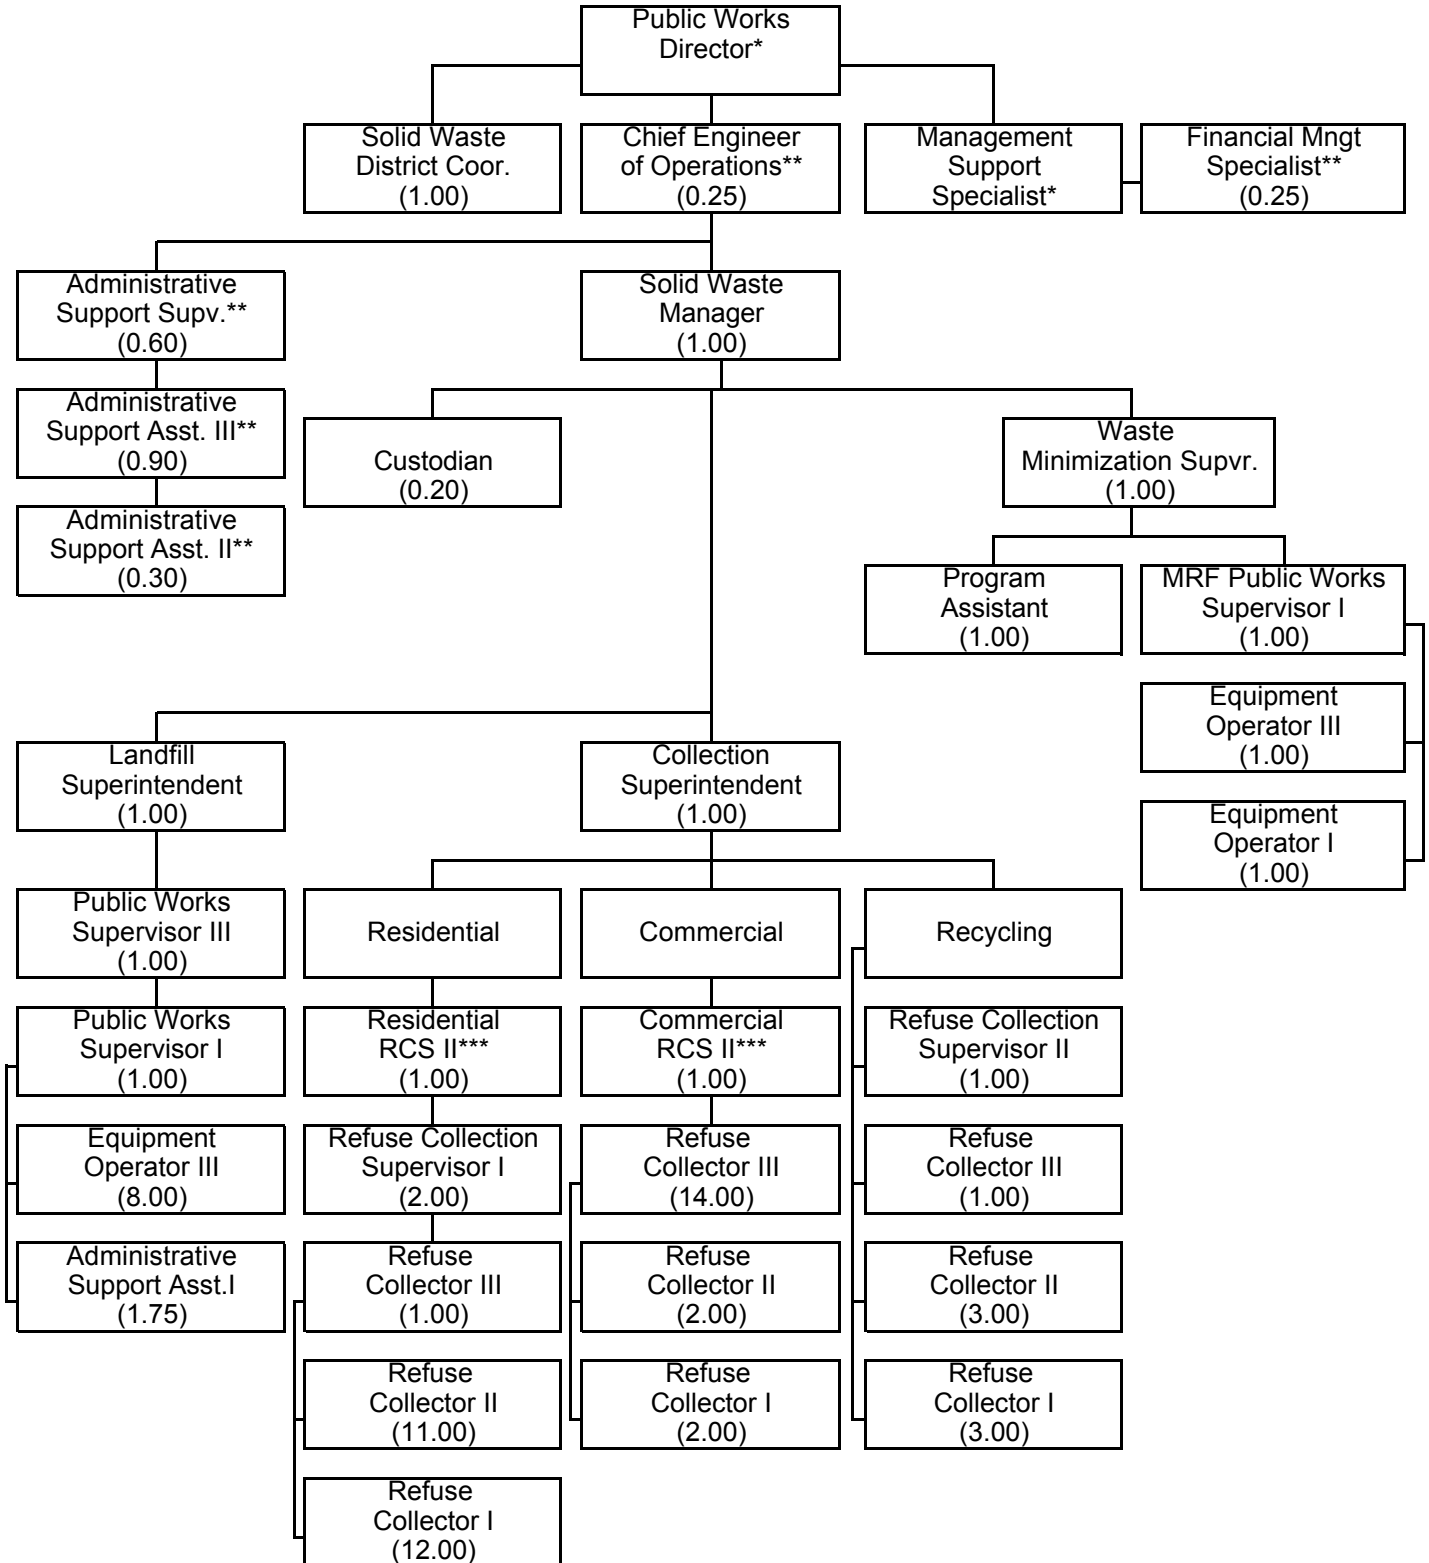 Public Works
Director*
Solid Waste
District Coor.
(1.00)
Chief Engineer
of Operations**
(0.25)
Management
Support
Specialist*
Financial Mngt
Specialist**
(0.25)
Administrative
Support Supv.**
(0.60)
Solid Waste
Manager
(1.00)
Administrative
Support Asst. III**
(0.90)
Administrative
Support Asst. II**
(0.30)
Custodian
(0.20)
Waste
Minimization Supvr.
(1.00)
Program
Assistant
(1.00)
MRF Public Works
Supervisor I
(1.00)
Equipment
Operator III
(1.00)
Equipment
Operator I
(1.00)
Landfill
Superintendent
(1.00)
Collection
Superintendent
(1.00)
Public Works
Supervisor III
(1.00)
Public Works
Supervisor I
(1.00)
Equipment
Operator III
(8.00)
Administrative
Support Asst.I
(1.75)
Residential
Residential
RCS II***
(1.00)
Refuse Collection
Supervisor I
(2.00)
Refuse
Collector III
(1.00)
Refuse
Collector II
(11.00)
Refuse
Collector I
(12.00)
Commercial
Commercial
RCS II***
(1.00)
Refuse
Collector III
(14.00)
Refuse
Collector II
(2.00)
Refuse
Collector I
(2.00)
Recycling
Refuse Collection
Supervisor II
(1.00)
Refuse
Collector III
(1.00)
Refuse
Collector II
(3.00)
Refuse
Collector I
(3.00)